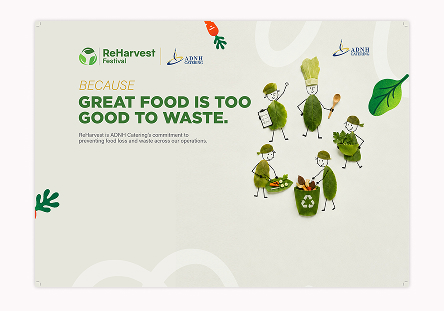 ReHarvest
Festival
ADNH
CATERING
ADNH
CATERING
BECAUSE
GREAT FOOD IS TOO
GOOD TO WASTE.
ReHarvest is ADNH Catering's commitment to
preventing food loss and waste across our operations.